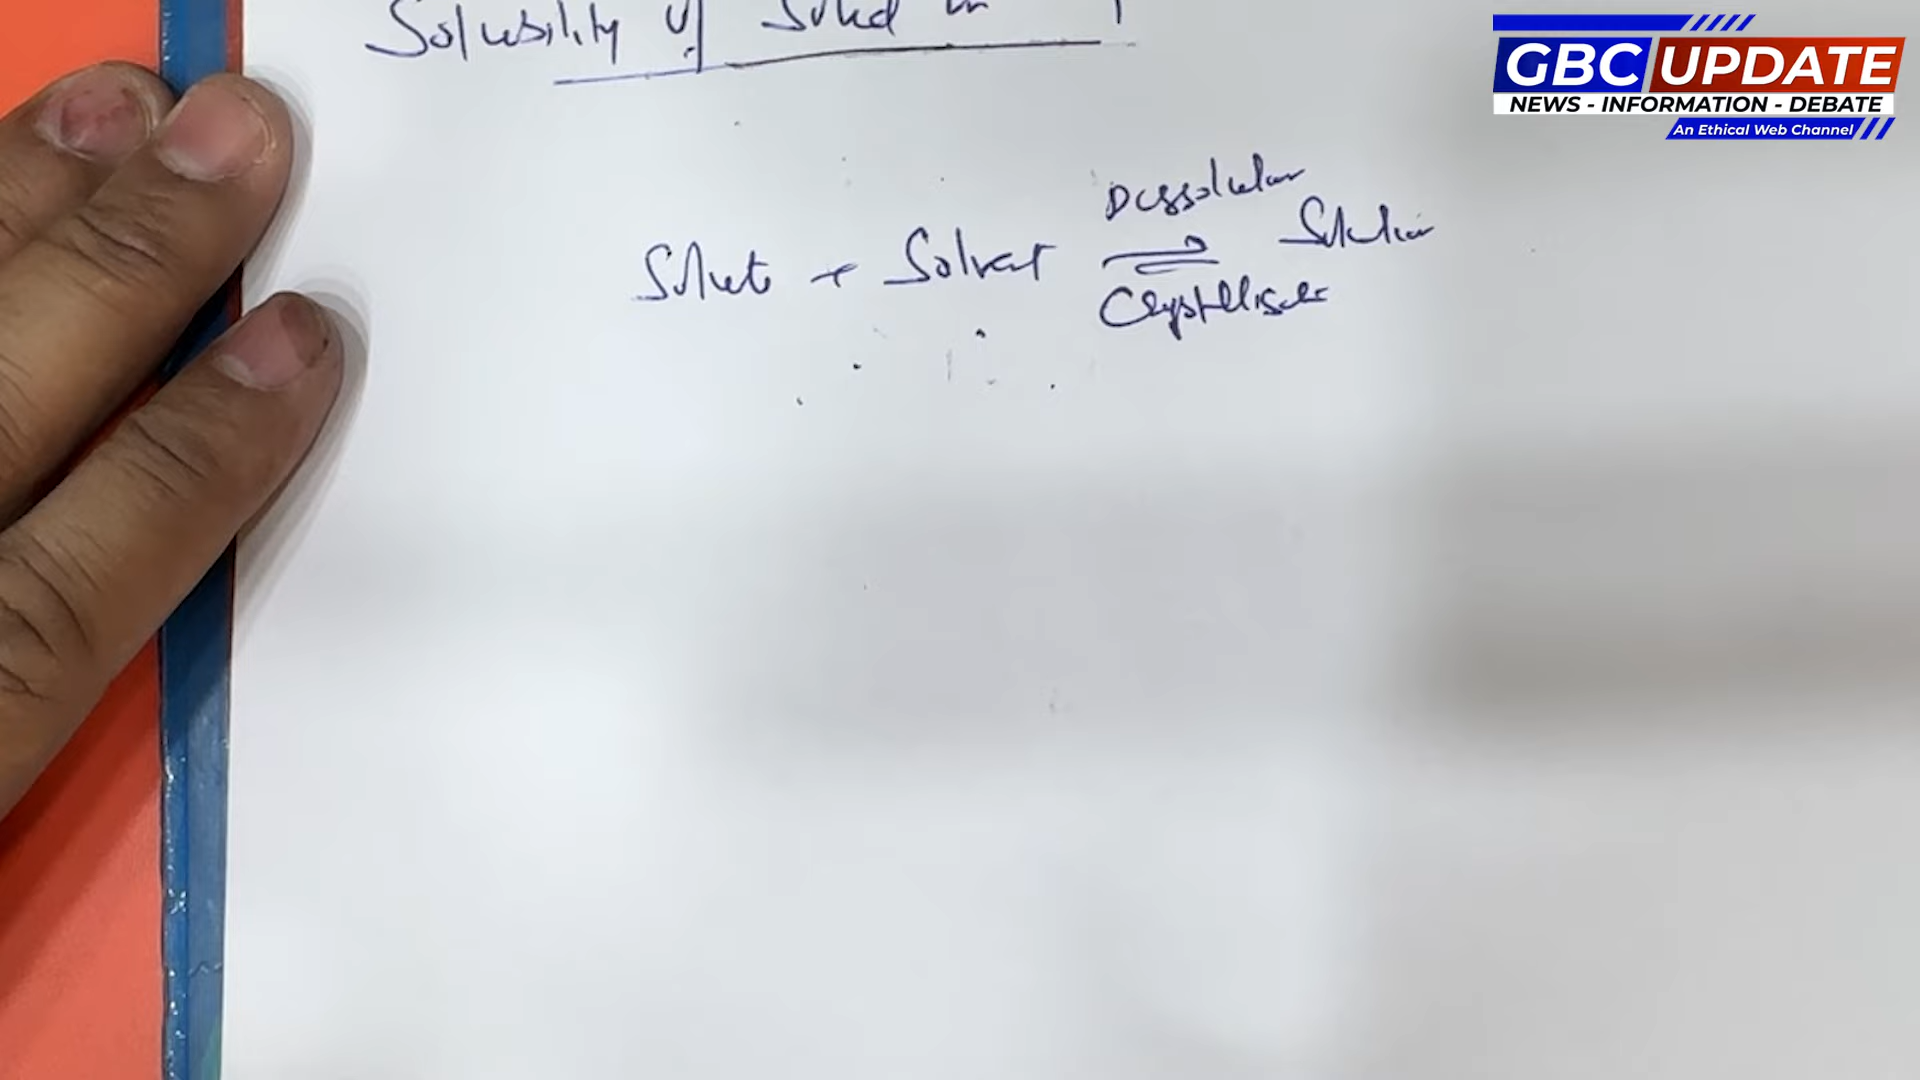 Solubility of Solid in
GBC UPDATE
NEWS - INFORMATION - DEBATE
An Ethical Web Channel
Dissolution
Solute + Solvent ⇌ Solution
Crystallisation